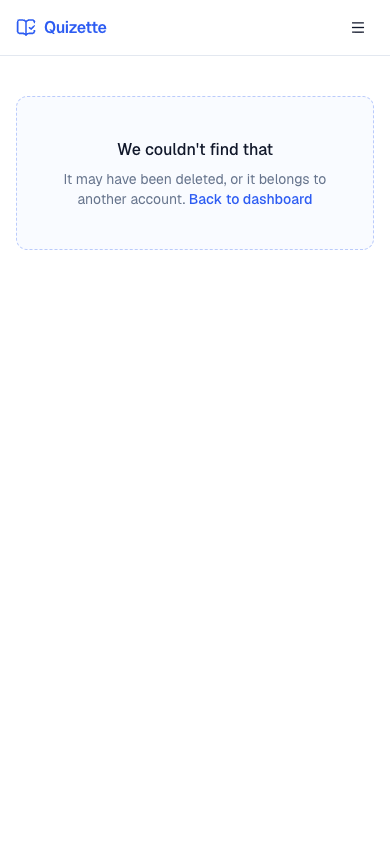 Quizette
We couldn't find that
It may have been deleted, or it belongs to
another account. Back to dashboard